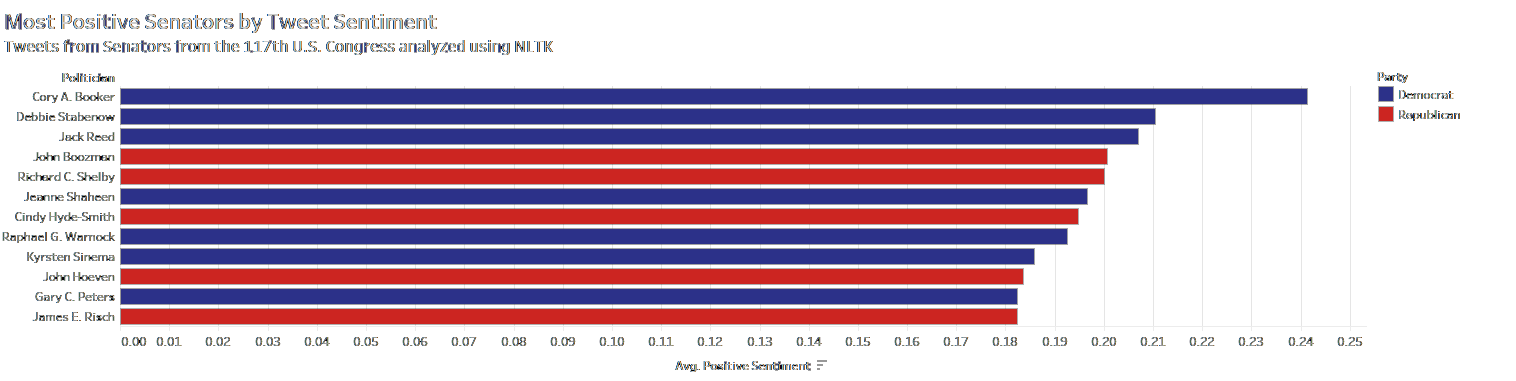 Most Positive Senators by Tweet Sentiment
Tweets from Senators from the 117th U.S. Congress analyzed using NLTK
Politician
Cory A. Booker
Debbie Stabenow
Jack Reed
John Boozman
Richard C. Shelby
Jeanne Shaheen
Cindy Hyde-Smith
Raphael G. Warnock
Kyrsten Sinema
John Hoeven
Gary C. Peters
James E. Risch
0.00 0.01 0.02 0.03 0.04 0.05 0.06 0.07 0.08 0.09 0.10 0.11 0.12 0.13 0.14 0.15 0.16 0.17 0.18 0.19 0.20 0.21 0.22 0.23 0.24 0.25
Avg. Positive Sentiment
Party
Democrat
Republican